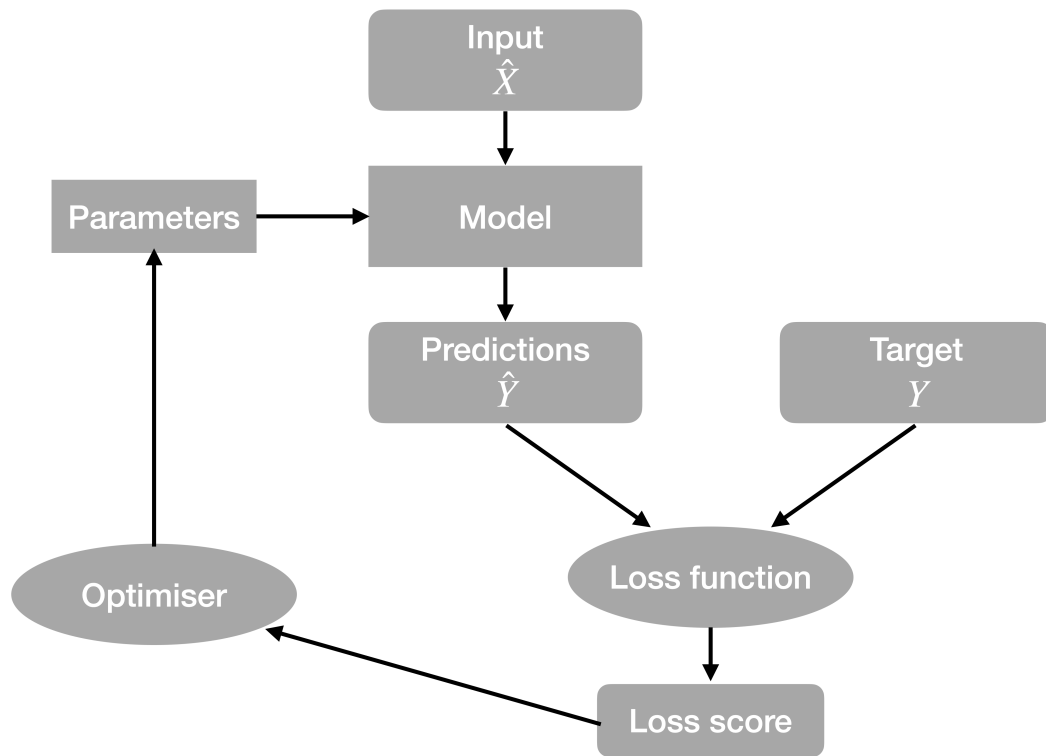 Input
X̂
Parameters
Model
Predictions
Ŷ
Target
Y
Optimiser
Loss function
Loss score